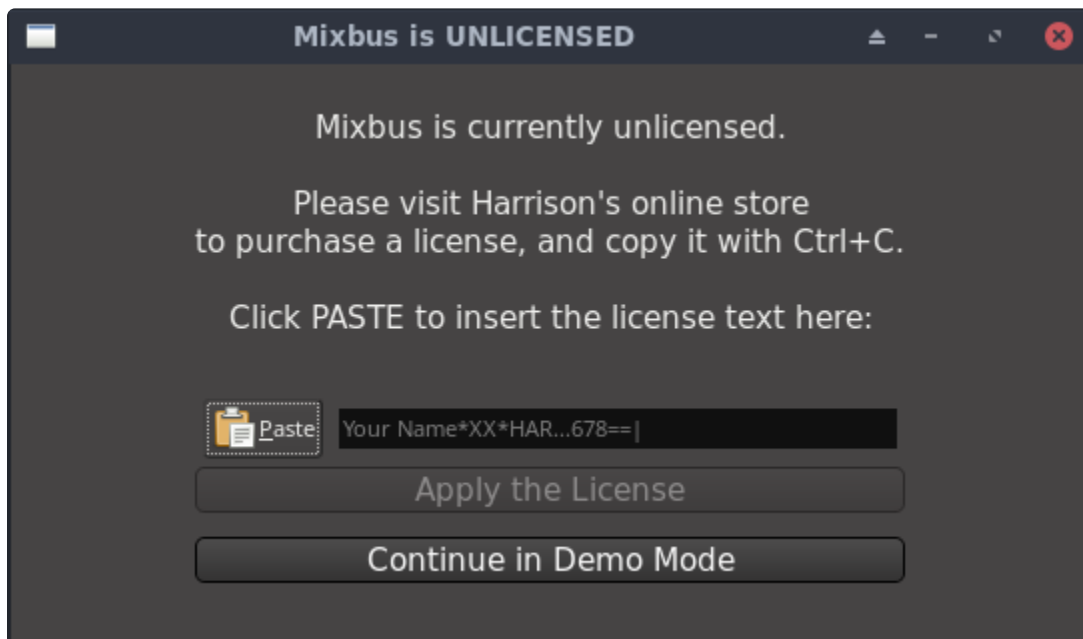 Mixbus is UNLICENSED
Mixbus is currently unlicensed.
Please visit Harrison's online store
to purchase a license, and copy it with Ctrl+C.
Click PASTE to insert the license text here:
Paste
Your Name*XX*HAR...678==|
Apply the License
Continue in Demo Mode